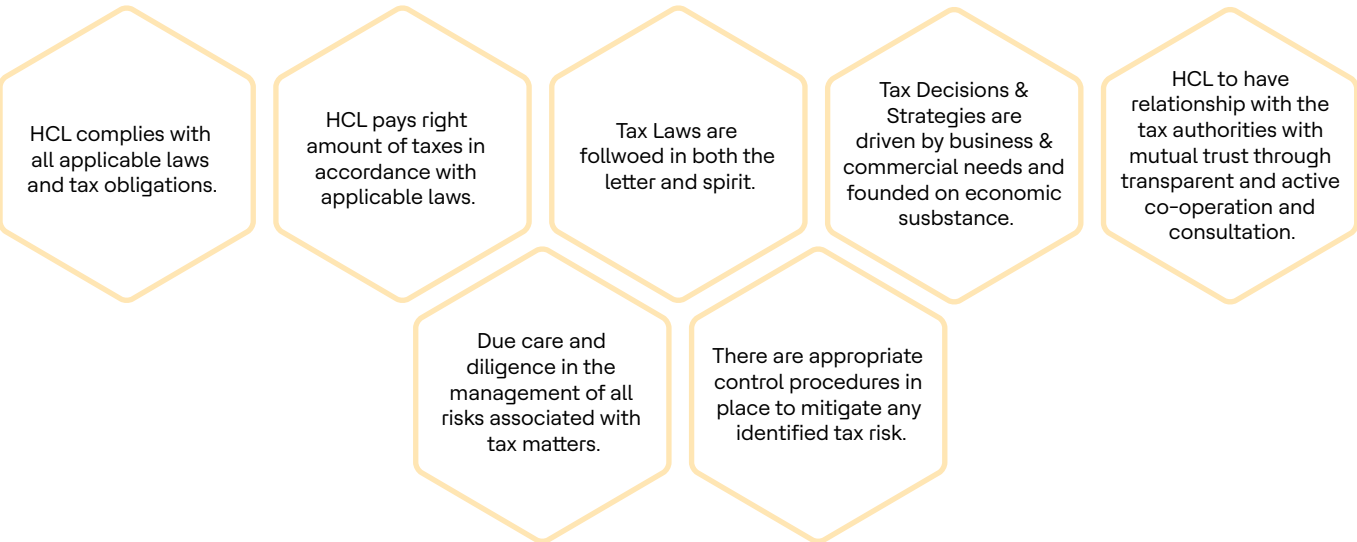 HCL complies with
all applicable laws
and tax obligations.
HCL pays right
amount of taxes in
accordance with
applicable laws.
Tax Laws are
follwoed in both the
letter and spirit.
Tax Decisions &
Strategies are
driven by business &
commercial needs and
founded on economic
susbstance.
HCL to have
relationship with the
tax authorities with
mutual trust through
transparent and active
co-operation and
consultation.
Due care and
diligence in the
management of all
risks associated with
tax matters.
There are appropriate
control procedures in
place to mitigate any
identified tax risk.